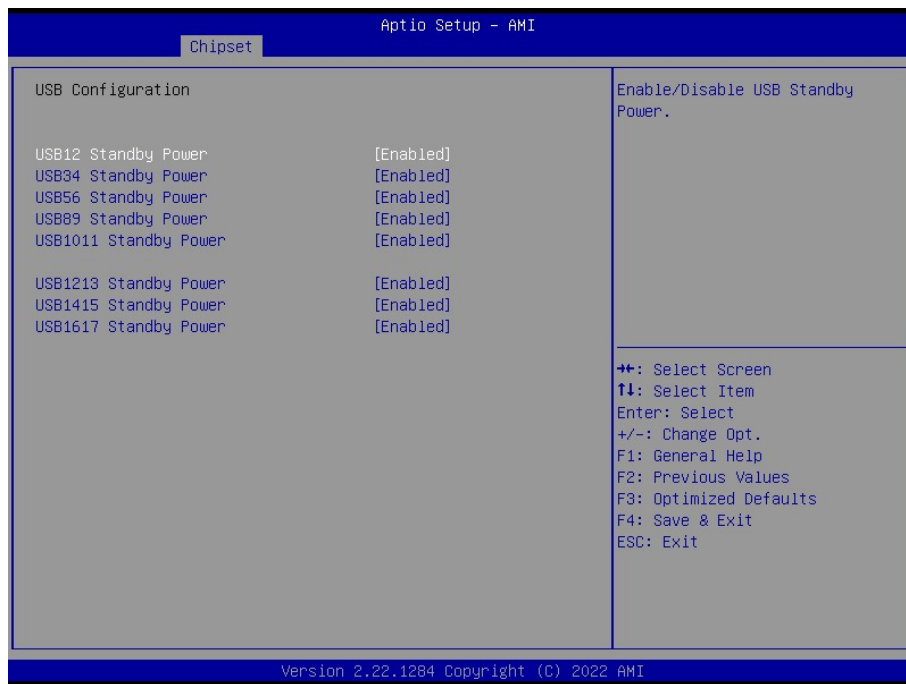 Aptio Setup – AMI
Chipset
USB Configuration
USB12 Standby Power [Enabled]
USB34 Standby Power [Enabled]
USB56 Standby Power [Enabled]
USB89 Standby Power [Enabled]
USB1011 Standby Power [Enabled]
USB1213 Standby Power [Enabled]
USB1415 Standby Power [Enabled]
USB1617 Standby Power [Enabled]
Enable/Disable USB Standby
Power.
→←: Select Screen
↑↓: Select Item
Enter: Select
+/-: Change Opt.
F1: General Help
F2: Previous Values
F3: Optimized Defaults
F4: Save & Exit
ESC: Exit
Version 2.22.1284 Copyright (C) 2022 AMI